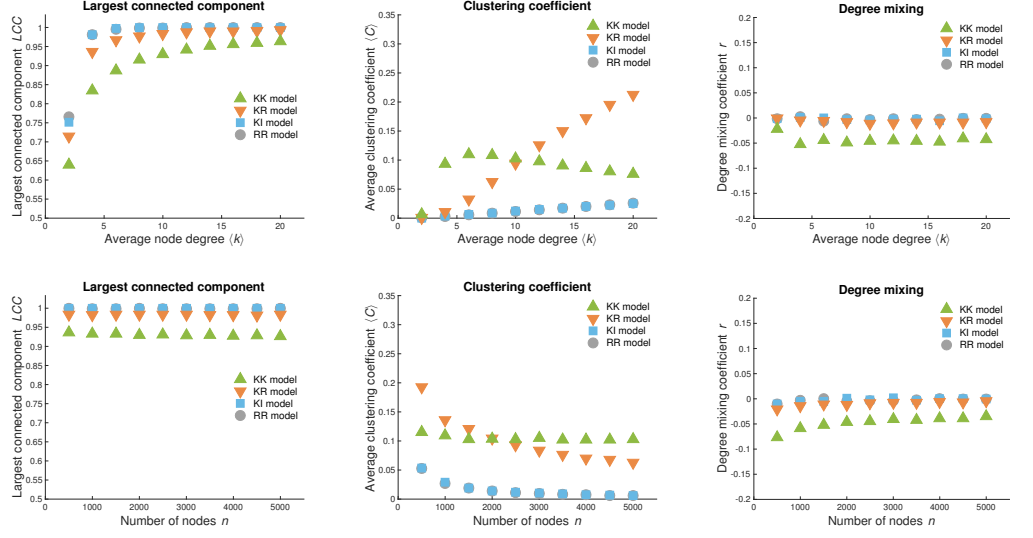 Largest connected component
Largest connected component LCC
1
0.95
0.9
0.85
0.8
0.75
0.7
0.65
0.6
0.55
0.5
0
5
10
15
20
Average node degree ⟨k⟩
KK model
KR model
KI model
RR model
Clustering coefficient
Average clustering coefficient ⟨C⟩
0.35
0.3
0.25
0.2
0.15
0.1
0.05
0
0
5
10
15
20
Average node degree ⟨k⟩
KK model
KR model
KI model
RR model
Degree mixing
Degree mixing coefficient r
0.2
0.15
0.1
0.05
0
-0.05
-0.1
-0.15
-0.2
0
5
10
15
20
Average node degree ⟨k⟩
KK model
KR model
KI model
RR model
Largest connected component
Largest connected component LCC
1
0.95
0.9
0.85
0.8
0.75
0.7
0.65
0.6
0.55
0.5
0
1000
2000
3000
4000
5000
Number of nodes n
KK model
KR model
KI model
RR model
Clustering coefficient
Average clustering coefficient ⟨C⟩
0.35
0.3
0.25
0.2
0.15
0.1
0.05
0
0
1000
2000
3000
4000
5000
Number of nodes n
KK model
KR model
KI model
RR model
Degree mixing
Degree mixing coefficient r
0.2
0.15
0.1
0.05
0
-0.05
-0.1
-0.15
-0.2
0
1000
2000
3000
4000
5000
Number of nodes n
KK model
KR model
KI model
RR model